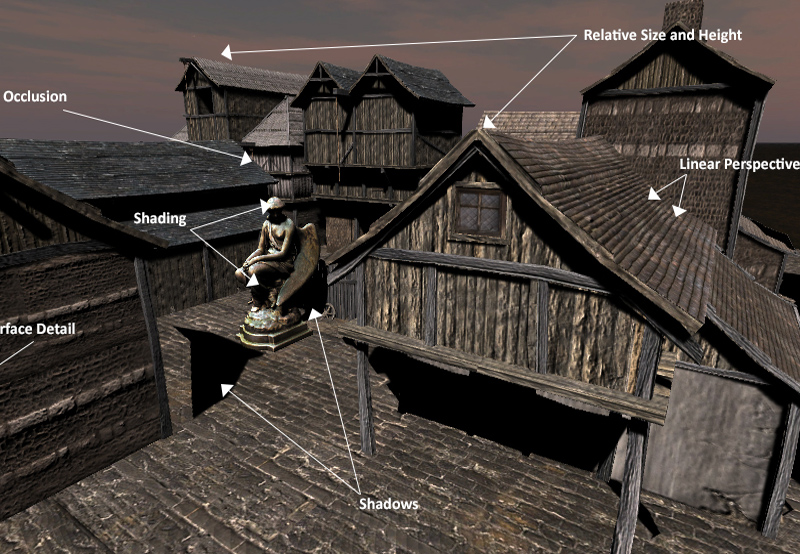 Relative Size and Height
Occlusion
Linear Perspective
Shading
rface Detail
Shadows